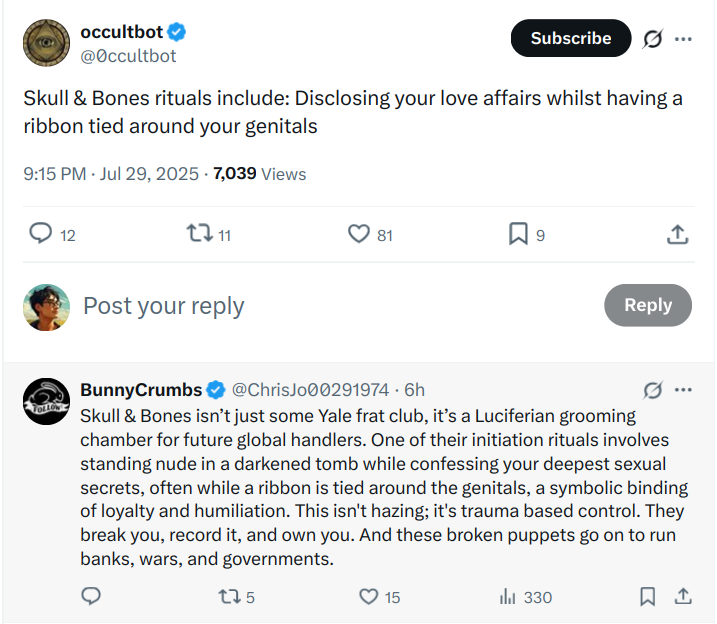 occultbot
Subscribe
@0ccultbot
Skull & Bones rituals include: Disclosing your love affairs whilst having a
ribbon tied around your genitals
9:15 PM · Jul 29, 2025 · 7,039 Views
12 11 81 9
Post your reply
Reply
BunnyCrumbs @ChrisJo00291974 · 6h
FOLLOW
Skull & Bones isn’t just some Yale frat club, it’s a Luciferian grooming
chamber for future global handlers. One of their initiation rituals involves
standing nude in a darkened tomb while confessing your deepest sexual
secrets, often while a ribbon is tied around the genitals, a symbolic binding
of loyalty and humiliation. This isn't hazing; it's trauma based control. They
break you, record it, and own you. And these broken puppets go on to run
banks, wars, and governments.
5 15 330